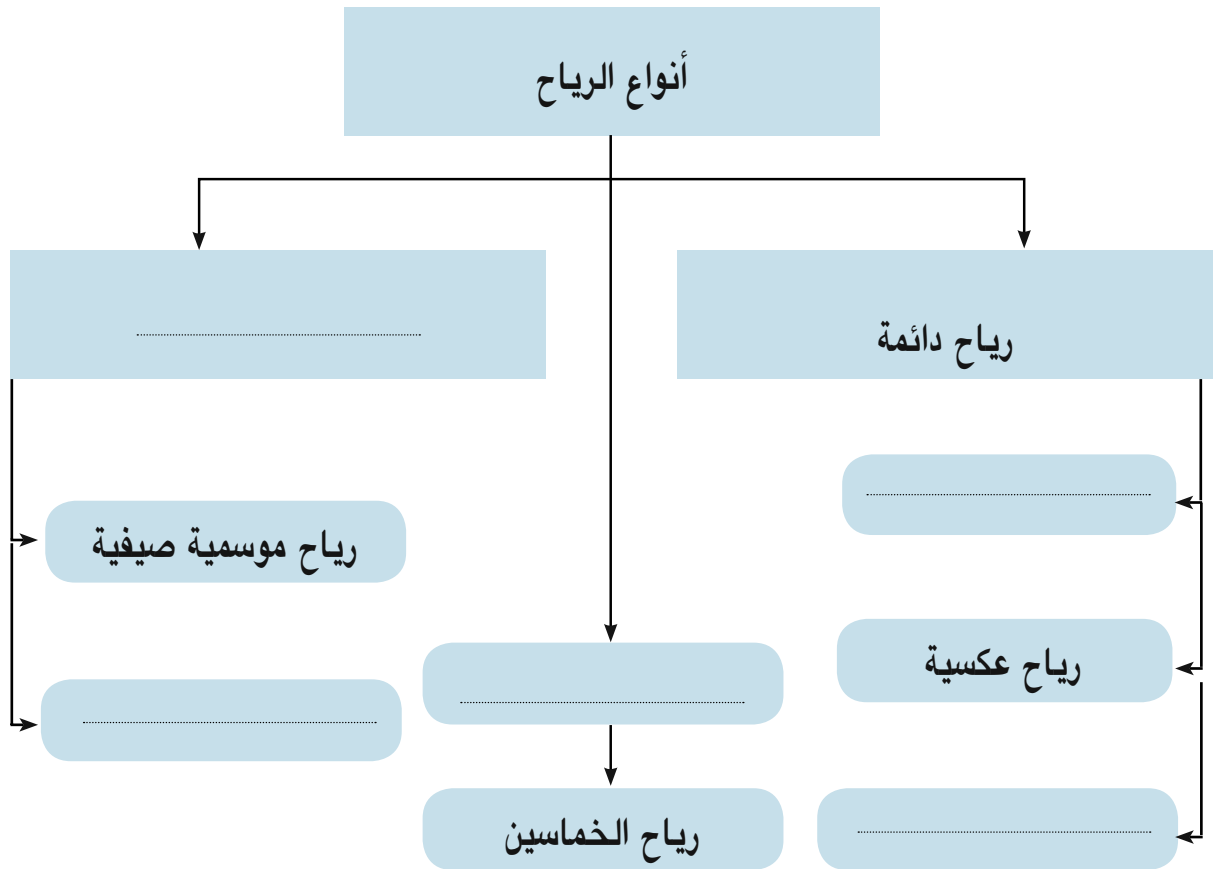 أنواع الرياح
رياح دائمة
رياح موسمية صيفية
رياح عكسية
رياح الخماسين